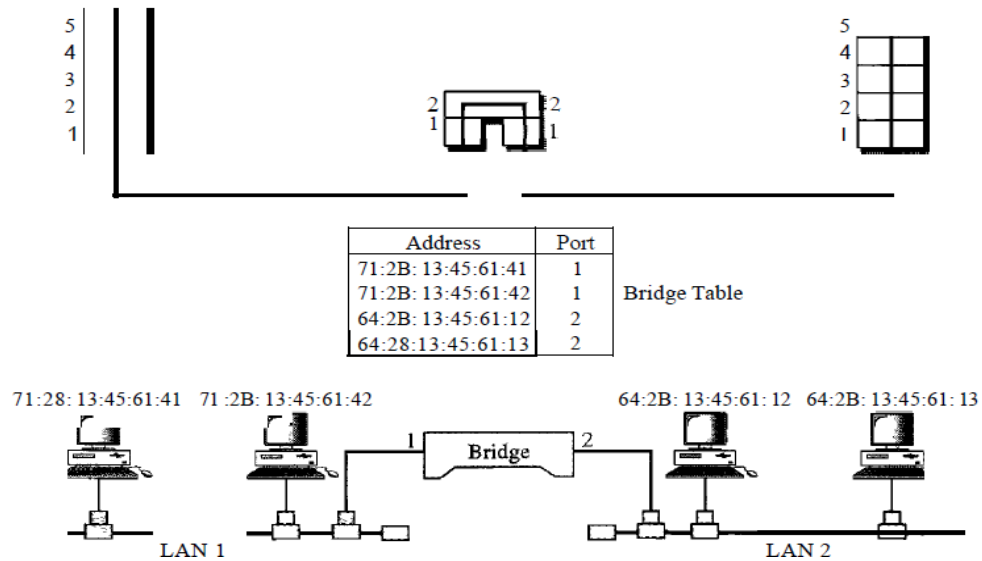 5
4
3
2
1
2
1
2
1
5
4
3
2
1
Address Port
71:2B: 13:45:61:41 1
71:2B: 13:45:61:42 1
64:2B: 13:45:61:12 2
64:28:13:45:61:13 2
Bridge Table
71:28: 13:45:61:41 71 :2B: 13:45:61:42 64:2B: 13:45:61: 12 64:2B: 13:45:61: 13
1 Bridge 2
LAN 1 LAN 2